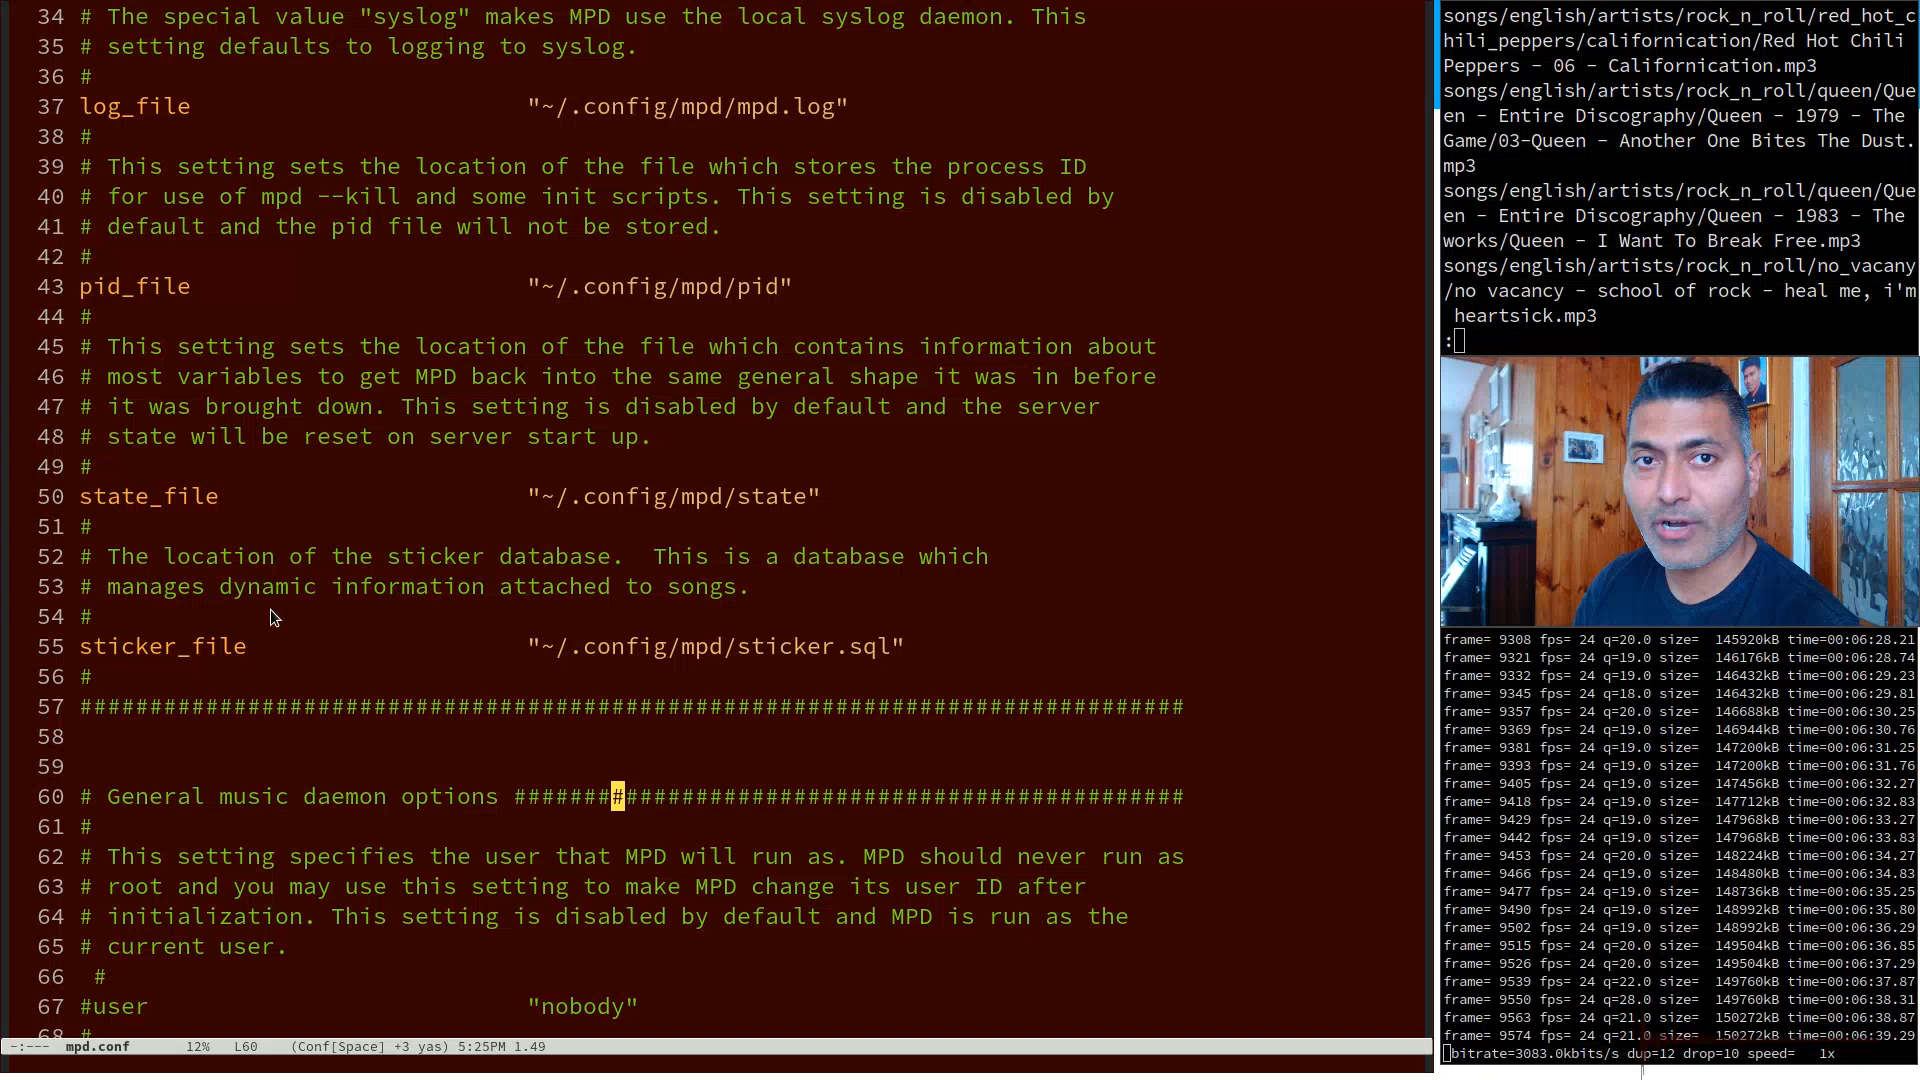 34 # The special value "syslog" makes MPD use the local syslog daemon. This
35 # setting defaults to logging to syslog.
36 #
37 log_file                        "~/.config/mpd/mpd.log"
38 #
39 # This setting sets the location of the file which stores the process ID
40 # for use of mpd --kill and some init scripts. This setting is disabled by
41 # default and the pid file will not be stored.
42 #
43 pid_file                        "~/.config/mpd/pid"
44 #
45 # This setting sets the location of the file which contains information about
46 # most variables to get MPD back into the same general shape it was in before
47 # it was brought down. This setting is disabled by default and the server
48 # state will be reset on server start up.
49 #
50 state_file                      "~/.config/mpd/state"
51 #
52 # The location of the sticker database.  This is a database which
53 # manages dynamic information attached to songs.
54 #
55 sticker_file                    "~/.config/mpd/sticker.sql"
56 #
57 ###############################################################################
58
59
60 # General music daemon options ################################################
61 #
62 # This setting specifies the user that MPD will run as. MPD should never run as
63 # root and you may use this setting to make MPD change its user ID after
64 # initialization. This setting is disabled by default and MPD is run as the
65 # current user.
66  #
67 #user                           "nobody"
68 #
-:---  mpd.conf       12%   L60    (Conf[Space] +3 yas) 5:25PM 1.49
songs/english/artists/rock_n_roll/red_hot_c
hili_peppers/californication/Red Hot Chili
Peppers - 06 - Californication.mp3
songs/english/artists/rock_n_roll/queen/Que
en - Entire Discography/Queen - 1979 - The
Game/03-Queen - Another One Bites The Dust.
mp3
songs/english/artists/rock_n_roll/queen/Que
en - Entire Discography/Queen - 1983 - The
works/Queen - I Want To Break Free.mp3
songs/english/artists/rock_n_roll/no_vacany
/no vacancy - school of rock - heal me, i'm
 heartsick.mp3
:
frame= 9308 fps= 24 q=20.0 size=  145920kB time=00:06:28.21
frame= 9321 fps= 24 q=19.0 size=  146176kB time=00:06:28.74
frame= 9332 fps= 24 q=19.0 size=  146432kB time=00:06:29.23
frame= 9345 fps= 24 q=18.0 size=  146432kB time=00:06:29.81
frame= 9357 fps= 24 q=20.0 size=  146688kB time=00:06:30.25
frame= 9369 fps= 24 q=19.0 size=  146944kB time=00:06:30.76
frame= 9381 fps= 24 q=19.0 size=  147200kB time=00:06:31.25
frame= 9393 fps= 24 q=19.0 size=  147200kB time=00:06:31.76
frame= 9405 fps= 24 q=19.0 size=  147456kB time=00:06:32.27
frame= 9418 fps= 24 q=19.0 size=  147712kB time=00:06:32.83
frame= 9429 fps= 24 q=19.0 size=  147968kB time=00:06:33.27
frame= 9442 fps= 24 q=19.0 size=  147968kB time=00:06:33.83
frame= 9453 fps= 24 q=20.0 size=  148224kB time=00:06:34.27
frame= 9466 fps= 24 q=19.0 size=  148480kB time=00:06:34.83
frame= 9477 fps= 24 q=19.0 size=  148736kB time=00:06:35.25
frame= 9490 fps= 24 q=19.0 size=  148992kB time=00:06:35.80
frame= 9502 fps= 24 q=19.0 size=  148992kB time=00:06:36.29
frame= 9515 fps= 24 q=20.0 size=  149504kB time=00:06:36.85
frame= 9526 fps= 24 q=20.0 size=  149504kB time=00:06:37.29
frame= 9539 fps= 24 q=22.0 size=  149760kB time=00:06:37.87
frame= 9550 fps= 24 q=28.0 size=  149760kB time=00:06:38.31
frame= 9563 fps= 24 q=21.0 size=  150272kB time=00:06:38.87
frame= 9574 fps= 24 q=21.0 size=  150272kB time=00:06:39.29
bitrate=3083.0kbits/s dup=12 drop=10 speed=   1x